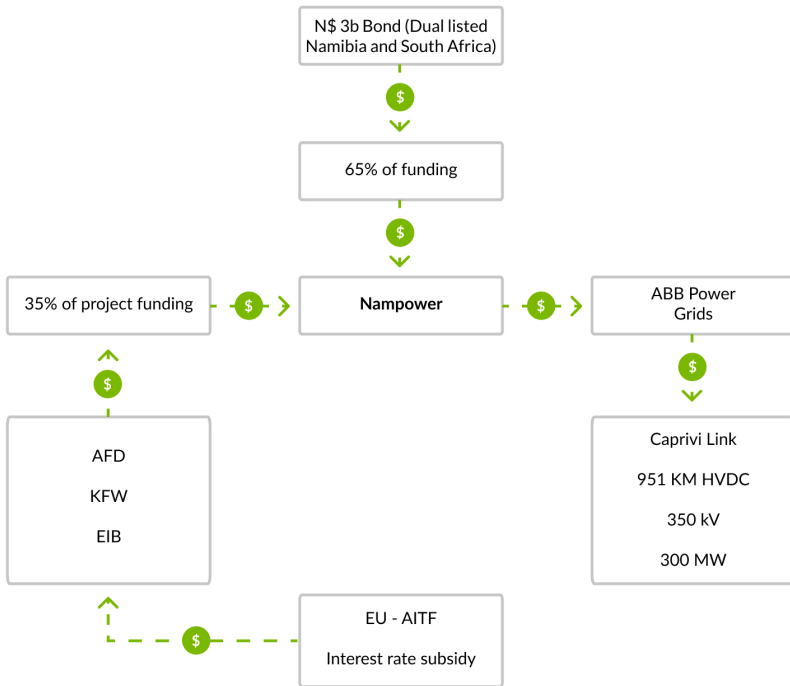 N$ 3b Bond (Dual listed
Namibia and South Africa)
$
65% of funding
$
35% of project funding
$
Nampower
$
ABB Power
Grids
$
$
AFD
KFW
EIB
Caprivi Link
951 KM HVDC
350 kV
300 MW
$
EU - AITF
Interest rate subsidy